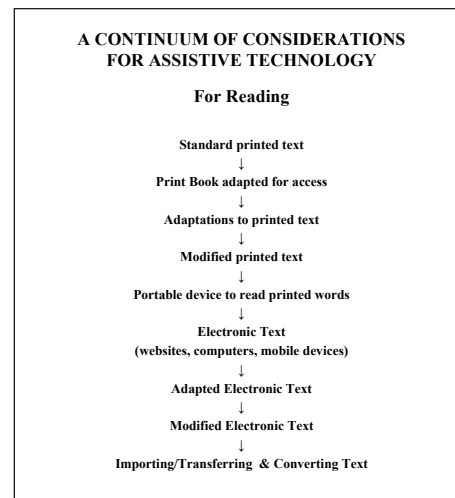 A CONTINUUM OF CONSIDERATIONS
FOR ASSISTIVE TECHNOLOGY
For Reading
Standard printed text
↓
Print Book adapted for access
↓
Adaptations to printed text
↓
Modified printed text
↓
Portable device to read printed words
↓
Electronic Text
(websites, computers, mobile devices)
↓
Adapted Electronic Text
↓
Modified Electronic Text
↓
Importing/Transferring & Converting Text